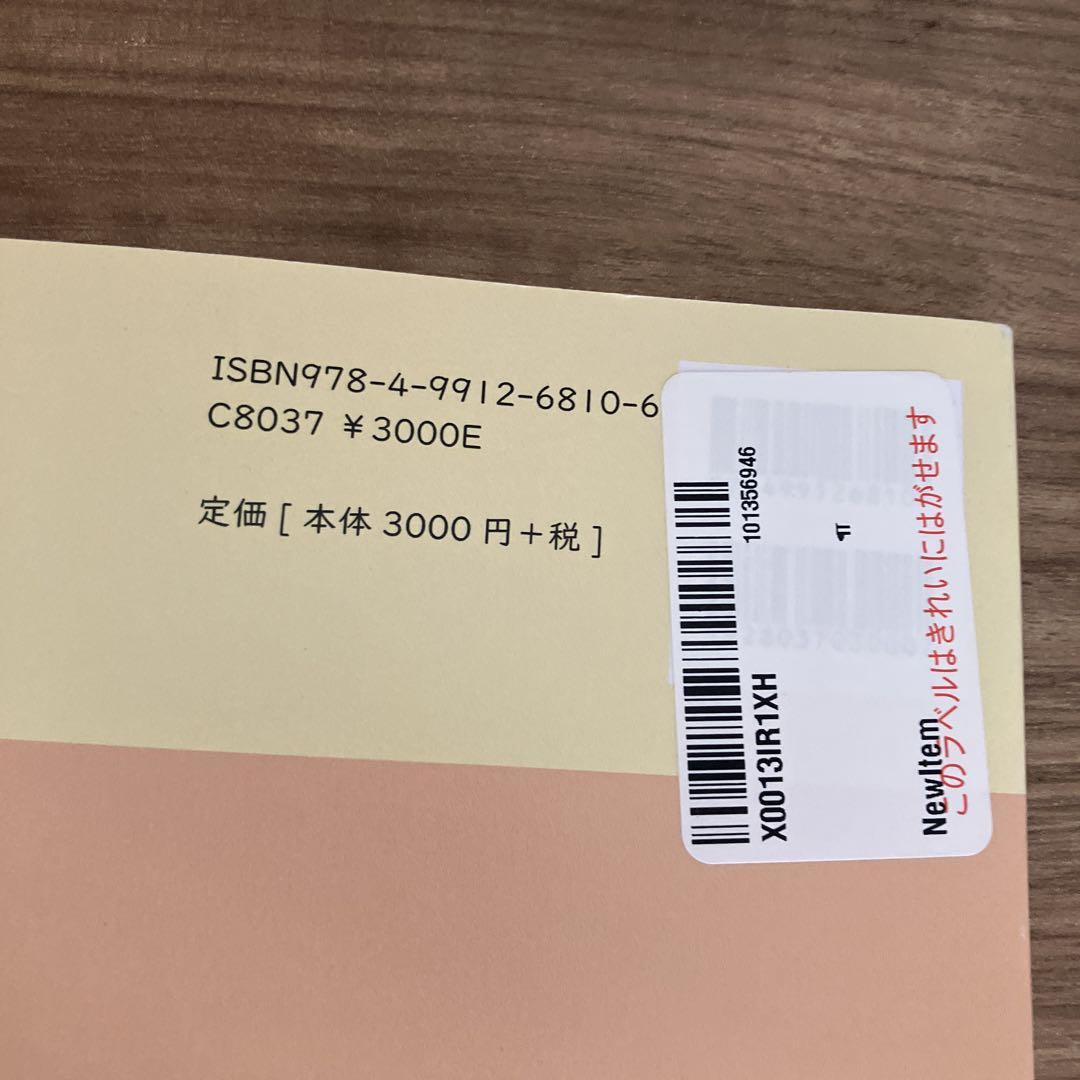 ISBN978-4-9912-6810-6
C8037 ￥3000E
定価 [ 本体 3000 円＋税 ]
101356946
X0013IR1XH
NewItem
このラベルはきれいにはがせます